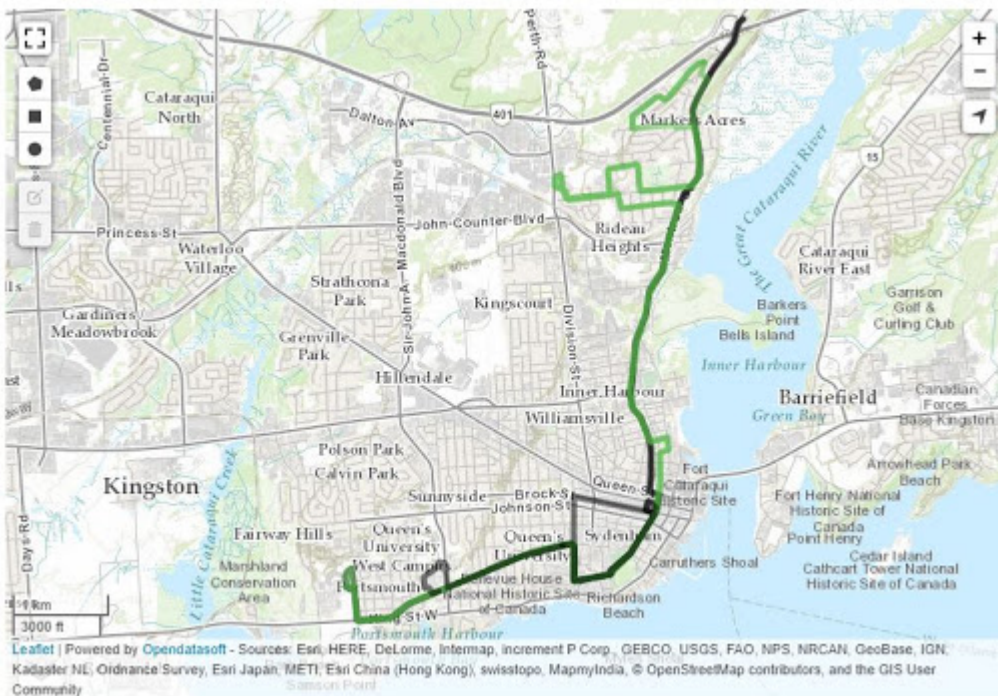 Cataraqui
North
Centennial Dr
Perth Rd
Dalton Av
401
Markers Acres
15
Sir John A. Macdonald Blvd
John-Counter-Blvd
Princess-St
Waterloo
Village
Rideau
Heights
The Great Cataraqui River
Cataraqui
River East
Strathcona
Park
Kingscourt
Division-St
Garrison
Golf &
Curling Club
Gardiners
Meadowbrook
Barkers
Point
Bells Island
Grenville
Park
Hillendale
Inner Harbour
Inner Harbour
Williamsville
Barriefield
Green Bay
Canadian
Forces
Base Kingston
Polson Park
Calvin Park
Kingston
Little Cataraqui Creek
Days-Rd
Sunnyside
Queen-S
Brock-S
Johnson-St
Fort
Cataraqui
Historic Site
Arrowhead Park
Beach
Fort Henry National
Historic Site of
Canada
Point Henry
Fairway Hills
Queen's
University
West Camp
Queen's
University
Sydenham
Marshland
Conservation
Area
Portsmouth
Bellevue House
National Historic Site
of Canada
Carruthers Shoal
Cedar Island
Cathcart Tower National
Historic Site of Canada
Richardson
Beach
St-W
Portsmouth Harbour
1 km
3000 ft
Leaflet | Powered by Opendatasoft - Sources: Esri, HERE, DeLorme, Intermap, increment P Corp., GEBCO, USGS, FAO, NPS, NRCAN, GeoBase, IGN,
Kadaster NL, Ordnance Survey, Esri Japan, METI, Esri China (Hong Kong), swisstopo, MapmyIndia, © OpenStreetMap contributors, and the GIS User
Community
Samson Point